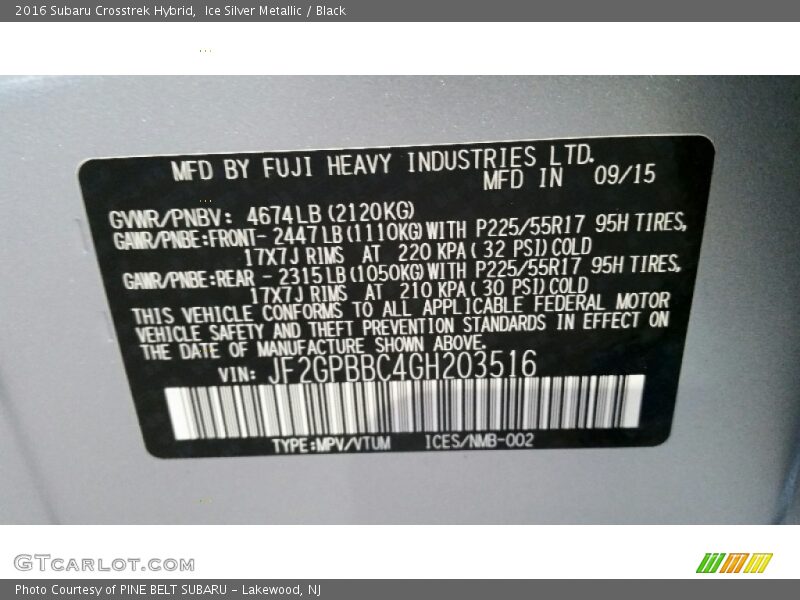 2016 Subaru Crosstrek Hybrid,  Ice Silver Metallic / Black
MFD BY FUJI HEAVY INDUSTRIES LTD.
MFD IN 09/15
GVWR/PNBV: 4674LB(2120KG)
GAWR/PNBE:FRONT- 2447LB(1110KG)WITH P225/55R17 95H TIRES,
17X7J RIMS AT 220 KPA( 32 PSI)COLD
GAWR/PNBE:REAR - 2315LB(1050KG)WITH P225/55R17 95H TIRES,
17X7J RIMS AT 210 KPA( 30 PSI)COLD
THIS VEHICLE CONFORMS TO ALL APPLICABLE FEDERAL MOTOR
VEHICLE SAFETY AND THEFT PREVENTION STANDARDS IN EFFECT ON
THE DATE OF MANUFACTURE SHOWN ABOVE.
VIN: JF2GPBBC4GH203516
TYPE:MPV/VTUM ICES/NMB-002
GTCARLOT.COM
Photo Courtesy of PINE BELT SUBARU - Lakewood, NJ